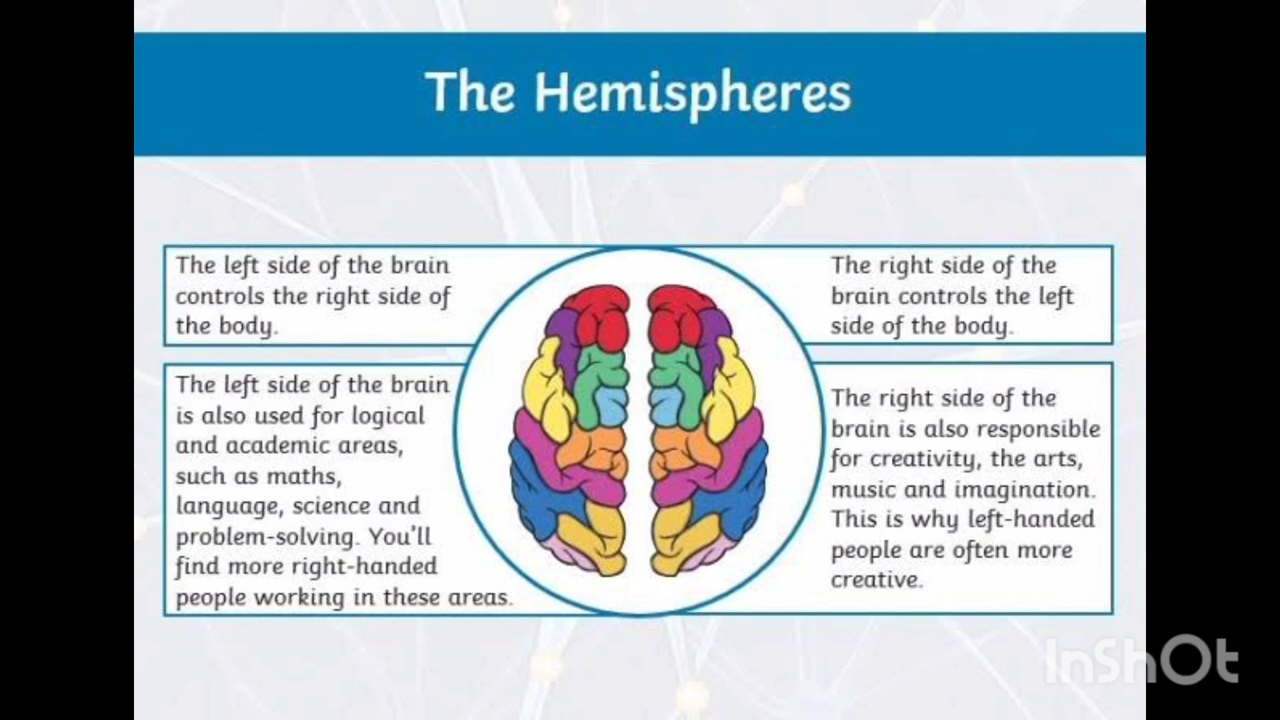 The Hemispheres
The left side of the brain
controls the right side of
the body.
The left side of the brain
is also used for logical
and academic areas,
such as maths,
language, science and
problem-solving. You'll
find more right-handed
people working in these areas.
The right side of the
brain controls the left
side of the body.
The right side of the
brain is also responsible
for creativity, the arts,
music and imagination.
This is why left-handed
people are often more
creative.
InShOt